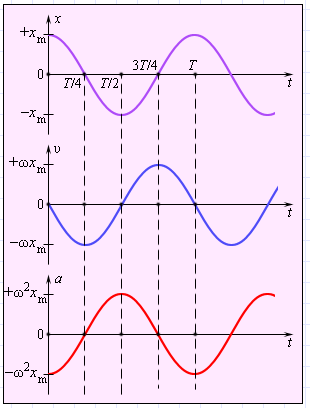 x
+xₘ
3T/4 T
0
T/4 T/2 t
−xₘ
υ
+ωxₘ
0
t
−ωxₘ
a
+ω²xₘ
0
t
−ω²xₘ